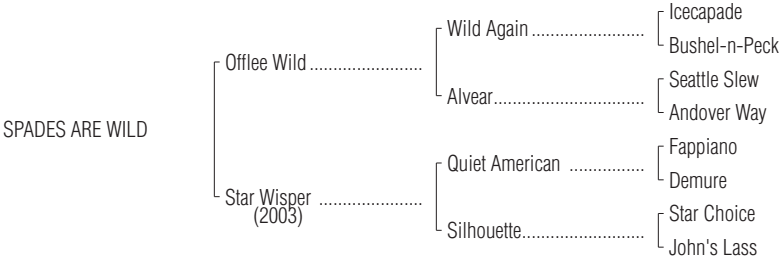 Icecapade
Wild Again
Bushel-n-Peck
Offlee Wild
Seattle Slew
Alvear
Andover Way
SPADES ARE WILD
Fappiano
Quiet American
Demure
Star Wisper
(2003)
Star Choice
Silhouette
John's Lass